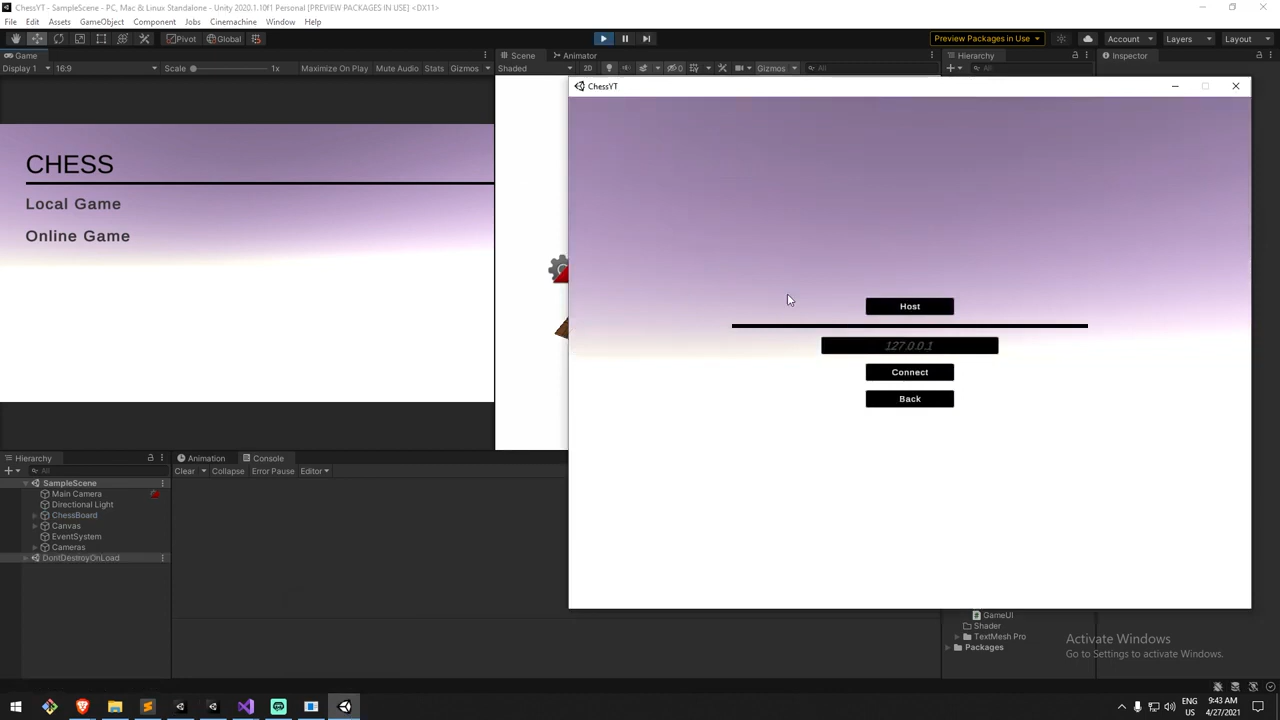 ChessYT - SampleScene - PC, Mac & Linux Standalone - Unity 2020.1.10f1 Personal [PREVIEW PACKAGES IN USE] <DX11>
File Edit Assets GameObject Component Jobs Cinemachine Window Help
Pivot Global Preview Packages in Use Account Layers Layout
Game Scene Animator Hierarchy Inspector
Display 1 16:9 Scale Maximize On Play Mute Audio Stats Gizmos Shaded 2D 0 Gizmos All All
ChessYT
CHESS
Local Game
Online Game
Host
127.0.0.1
Connect
Back
Hierarchy Animation Console
All Clear Collapse Error Pause Editor
SampleScene
Main Camera
Directional Light
ChessBoard
Canvas
EventSystem
Cameras
DontDestroyOnLoad
GameUI
Shader
TextMesh Pro
Packages
Activate Windows
Go to Settings to activate Windows.
ENG
US
9:43 AM
4/27/2021